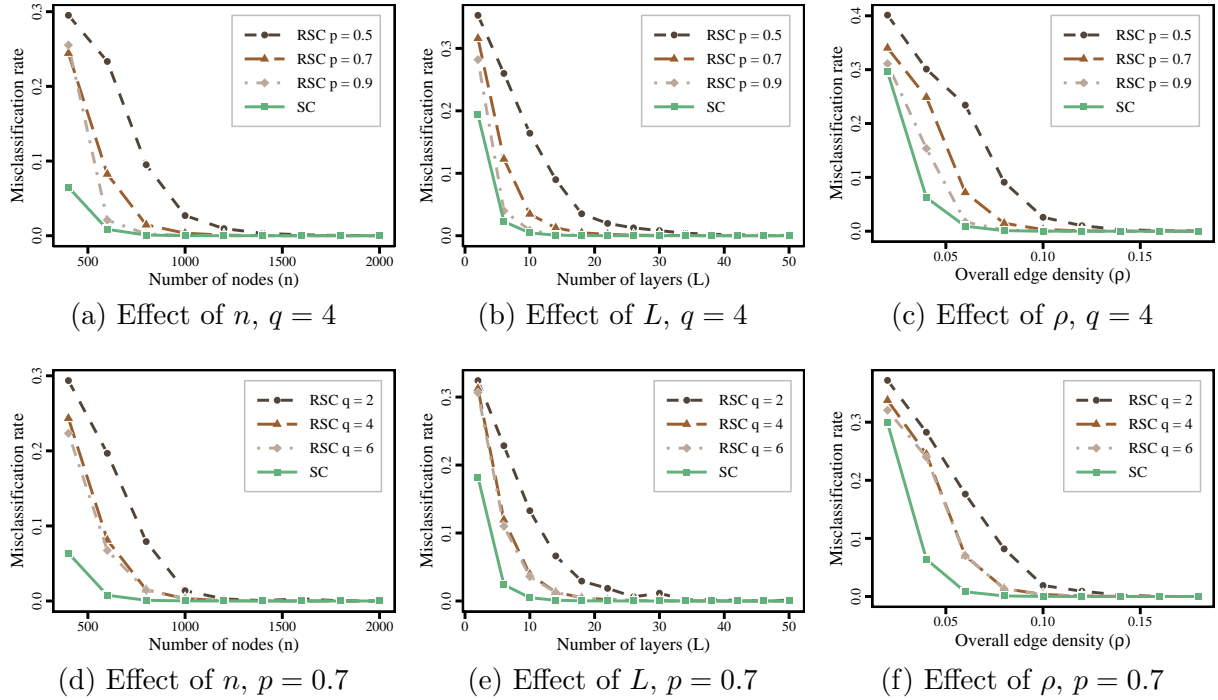 0.3
0.1
0.0
Misclassification rate
RSC p = 0.5
RSC p = 0.7
RSC p = 0.9
SC
500 1000 1500 2000
Number of nodes (n)
(a) Effect of n, q = 4
0.3
0.2
0.1
0.0
Misclassification rate
RSC p = 0.5
RSC p = 0.7
RSC p = 0.9
SC
0 10 20 30 40 50
Number of layers (L)
(b) Effect of L, q = 4
0.4
0.3
0.2
0.1
0.0
Misclassification rate
RSC p = 0.5
RSC p = 0.7
RSC p = 0.9
SC
0.05 0.10 0.15
Overall edge density (ρ)
(c) Effect of ρ, q = 4
0.3
0.1
0.0
Misclassification rate
RSC q = 2
RSC q = 4
RSC q = 6
SC
500 1000 1500 2000
Number of nodes (n)
(d) Effect of n, p = 0.7
0.3
0.1
0.0
Misclassification rate
RSC q = 2
RSC q = 4
RSC q = 6
SC
0 10 20 30 40 50
Number of layers (L)
(e) Effect of L, p = 0.7
0.3
0.2
0.0
Misclassification rate
RSC q = 2
RSC q = 4
RSC q = 6
SC
0.05 0.10 0.15
Overall edge density (ρ)
(f) Effect of ρ, p = 0.7